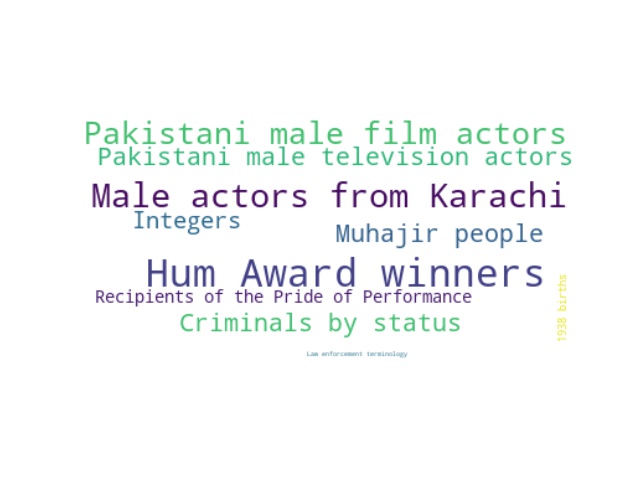 Pakistani male film actors
Pakistani male television actors
Male actors from Karachi
Integers
Muhajir people
Hum Award winners
Recipients of the Pride of Performance
1938 births
Criminals by status
Law enforcement terminology